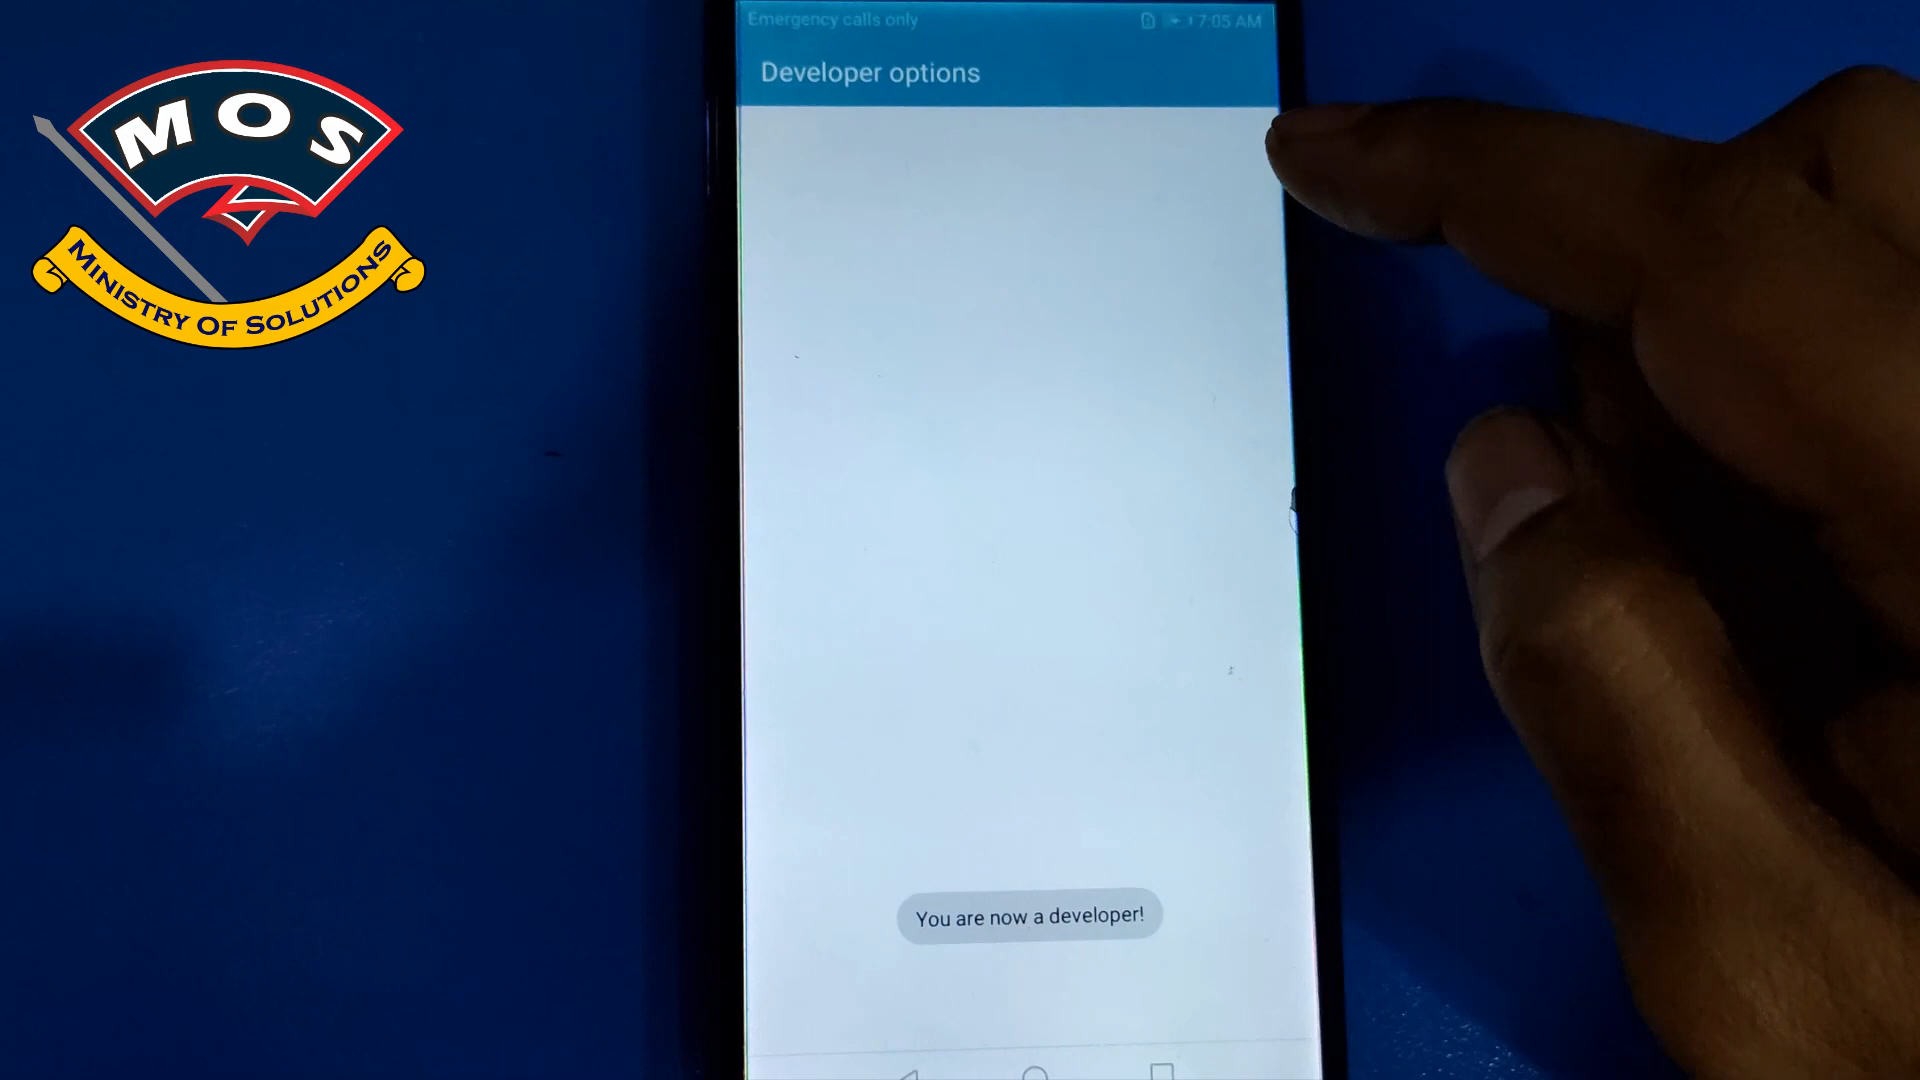 MOS
MINISTRY OF SOLUTIONS
Emergency calls only
7:05 AM
Developer options
You are now a developer!